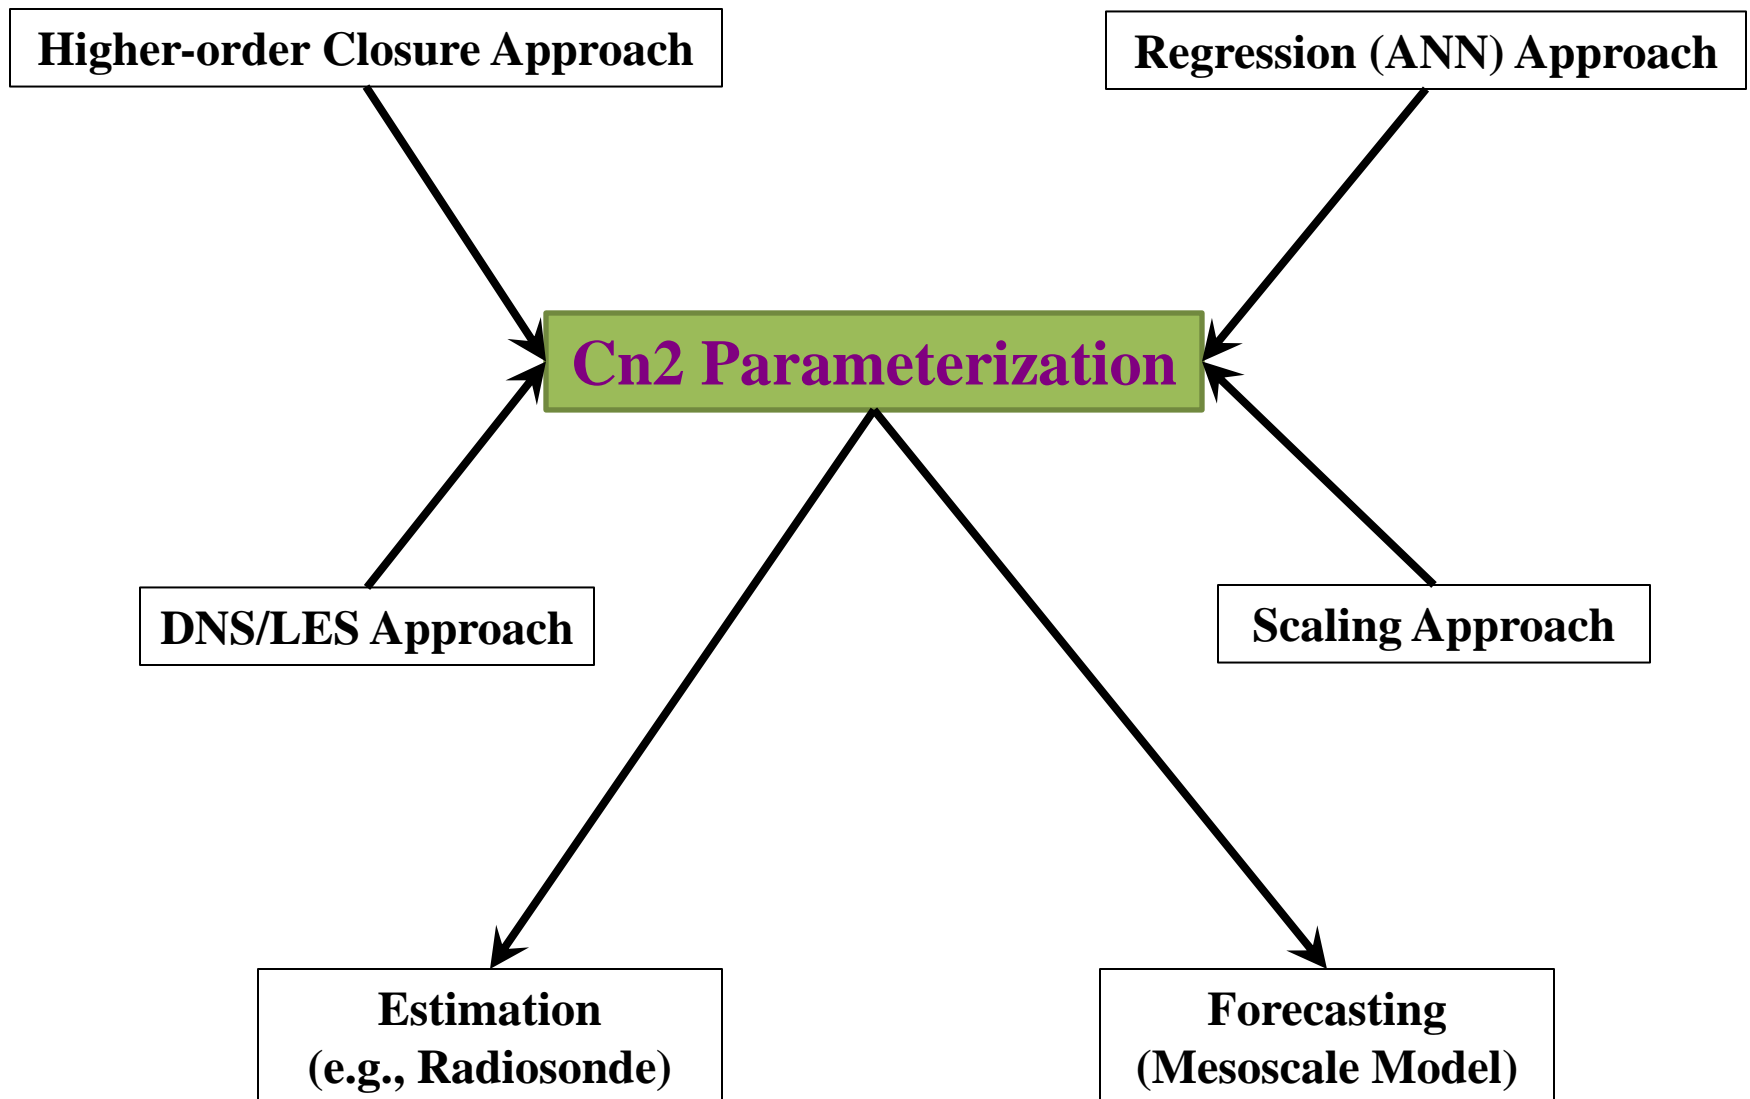 Higher-order Closure Approach
Regression (ANN) Approach
Cn2 Parameterization
DNS/LES Approach
Scaling Approach
Estimation
(e.g., Radiosonde)
Forecasting
(Mesoscale Model)